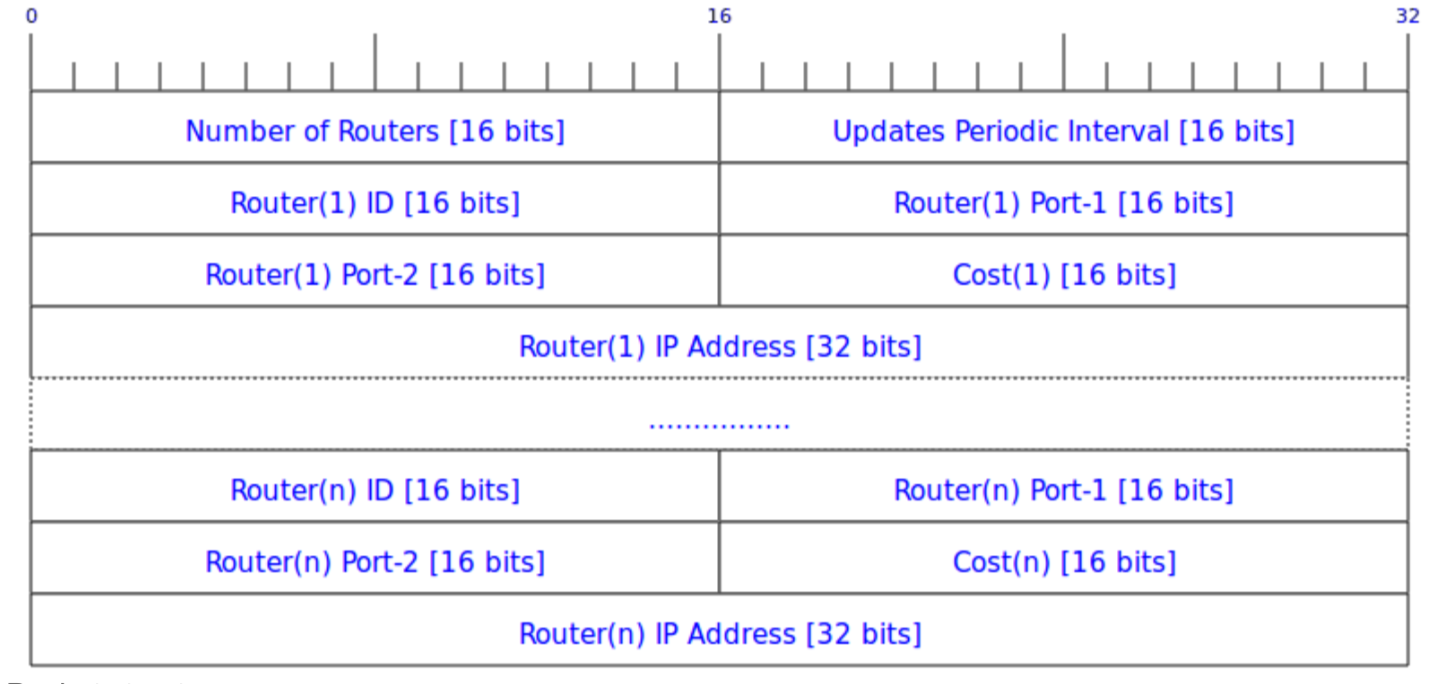 0 16 32
Number of Routers [16 bits] Updates Periodic Interval [16 bits]
Router(1) ID [16 bits] Router(1) Port-1 [16 bits]
Router(1) Port-2 [16 bits] Cost(1) [16 bits]
Router(1) IP Address [32 bits]
................
Router(n) ID [16 bits] Router(n) Port-1 [16 bits]
Router(n) Port-2 [16 bits] Cost(n) [16 bits]
Router(n) IP Address [32 bits]